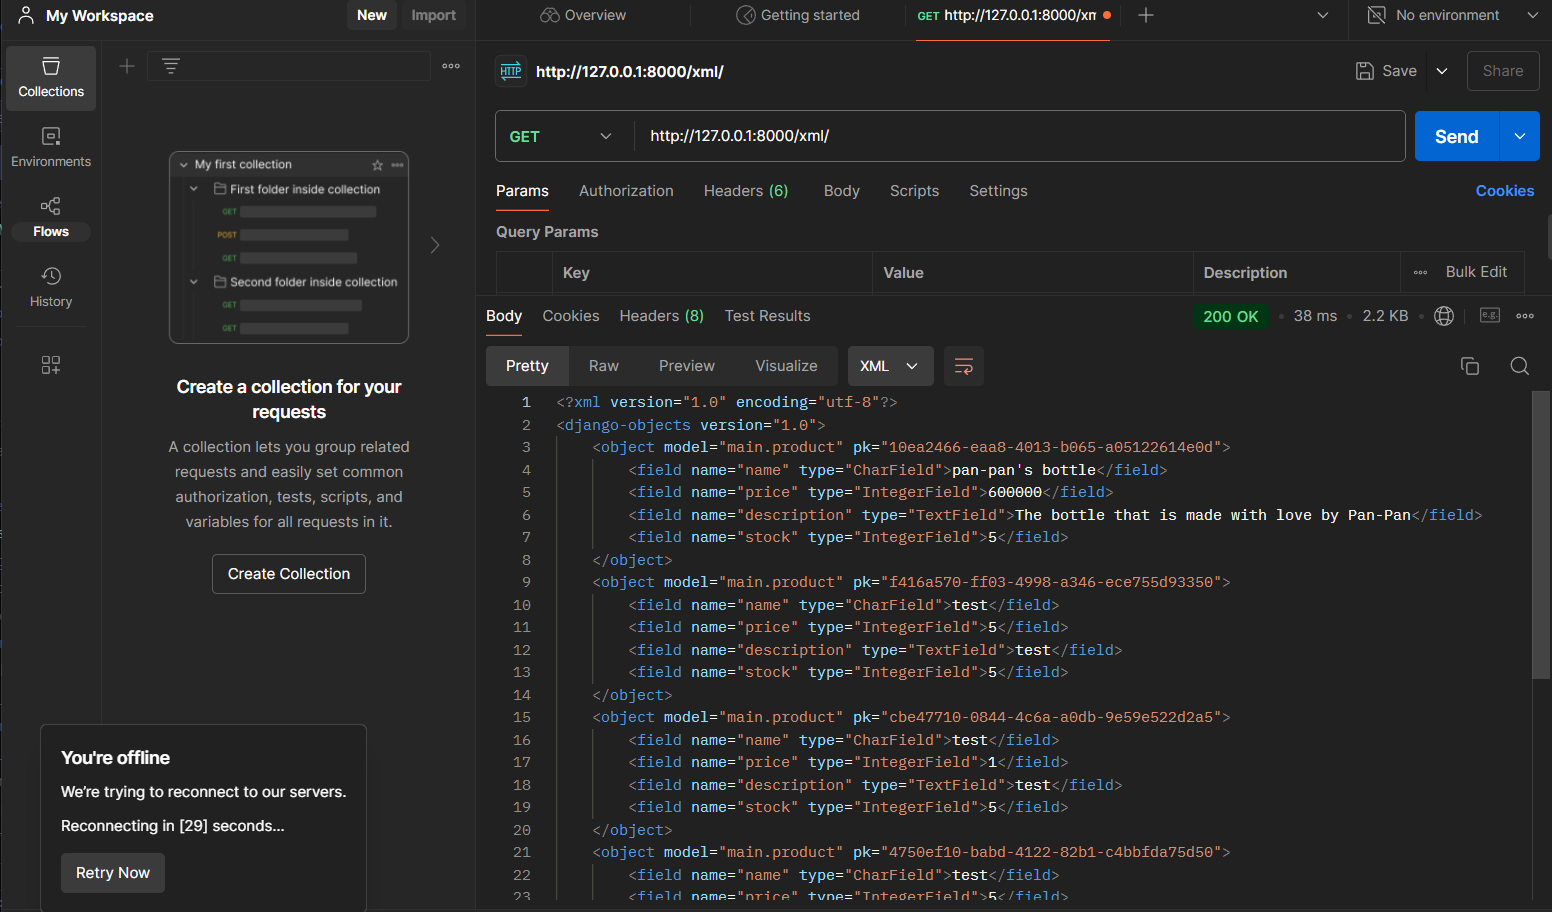 My Workspace
New
Import
Overview
Getting started
GET http://127.0.0.1:8000/xm
No environment
Collections
Environments
Flows
History
My first collection
First folder inside collection
GET
POST
GET
Second folder inside collection
GET
GET
Create a collection for your
requests
A collection lets you group related
requests and easily set common
authorization, tests, scripts, and
variables for all requests in it.
Create Collection
You're offline
We're trying to reconnect to our servers.
Reconnecting in [29] seconds...
Retry Now
HTTP http://127.0.0.1:8000/xml/
Save
Share
GET
http://127.0.0.1:8000/xml/
Send
Params Authorization Headers (6) Body Scripts Settings
Cookies
Query Params
Key Value Description Bulk Edit
Body Cookies Headers (8) Test Results
200 OK 38 ms 2.2 KB e.g.
Pretty Raw Preview Visualize XML
1 <?xml version="1.0" encoding="utf-8"?>
2 <django-objects version="1.0">
3 <object model="main.product" pk="10ea2466-eaa8-4013-b065-a05122614e0d">
4 <field name="name" type="CharField">pan-pan's bottle</field>
5 <field name="price" type="IntegerField">600000</field>
6 <field name="description" type="TextField">The bottle that is made with love by Pan-Pan</field>
7 <field name="stock" type="IntegerField">5</field>
8 </object>
9 <object model="main.product" pk="f416a570-ff03-4998-a346-ece755d93350">
10 <field name="name" type="CharField">test</field>
11 <field name="price" type="IntegerField">5</field>
12 <field name="description" type="TextField">test</field>
13 <field name="stock" type="IntegerField">5</field>
14 </object>
15 <object model="main.product" pk="cbe47710-0844-4c6a-a0db-9e59e522d2a5">
16 <field name="name" type="CharField">test</field>
17 <field name="price" type="IntegerField">1</field>
18 <field name="description" type="TextField">test</field>
19 <field name="stock" type="IntegerField">5</field>
20 </object>
21 <object model="main.product" pk="4750ef10-babd-4122-82b1-c4bbfda75d50">
22 <field name="name" type="CharField">test</field>
23 <field name="price" type="IntegerField">5</field>